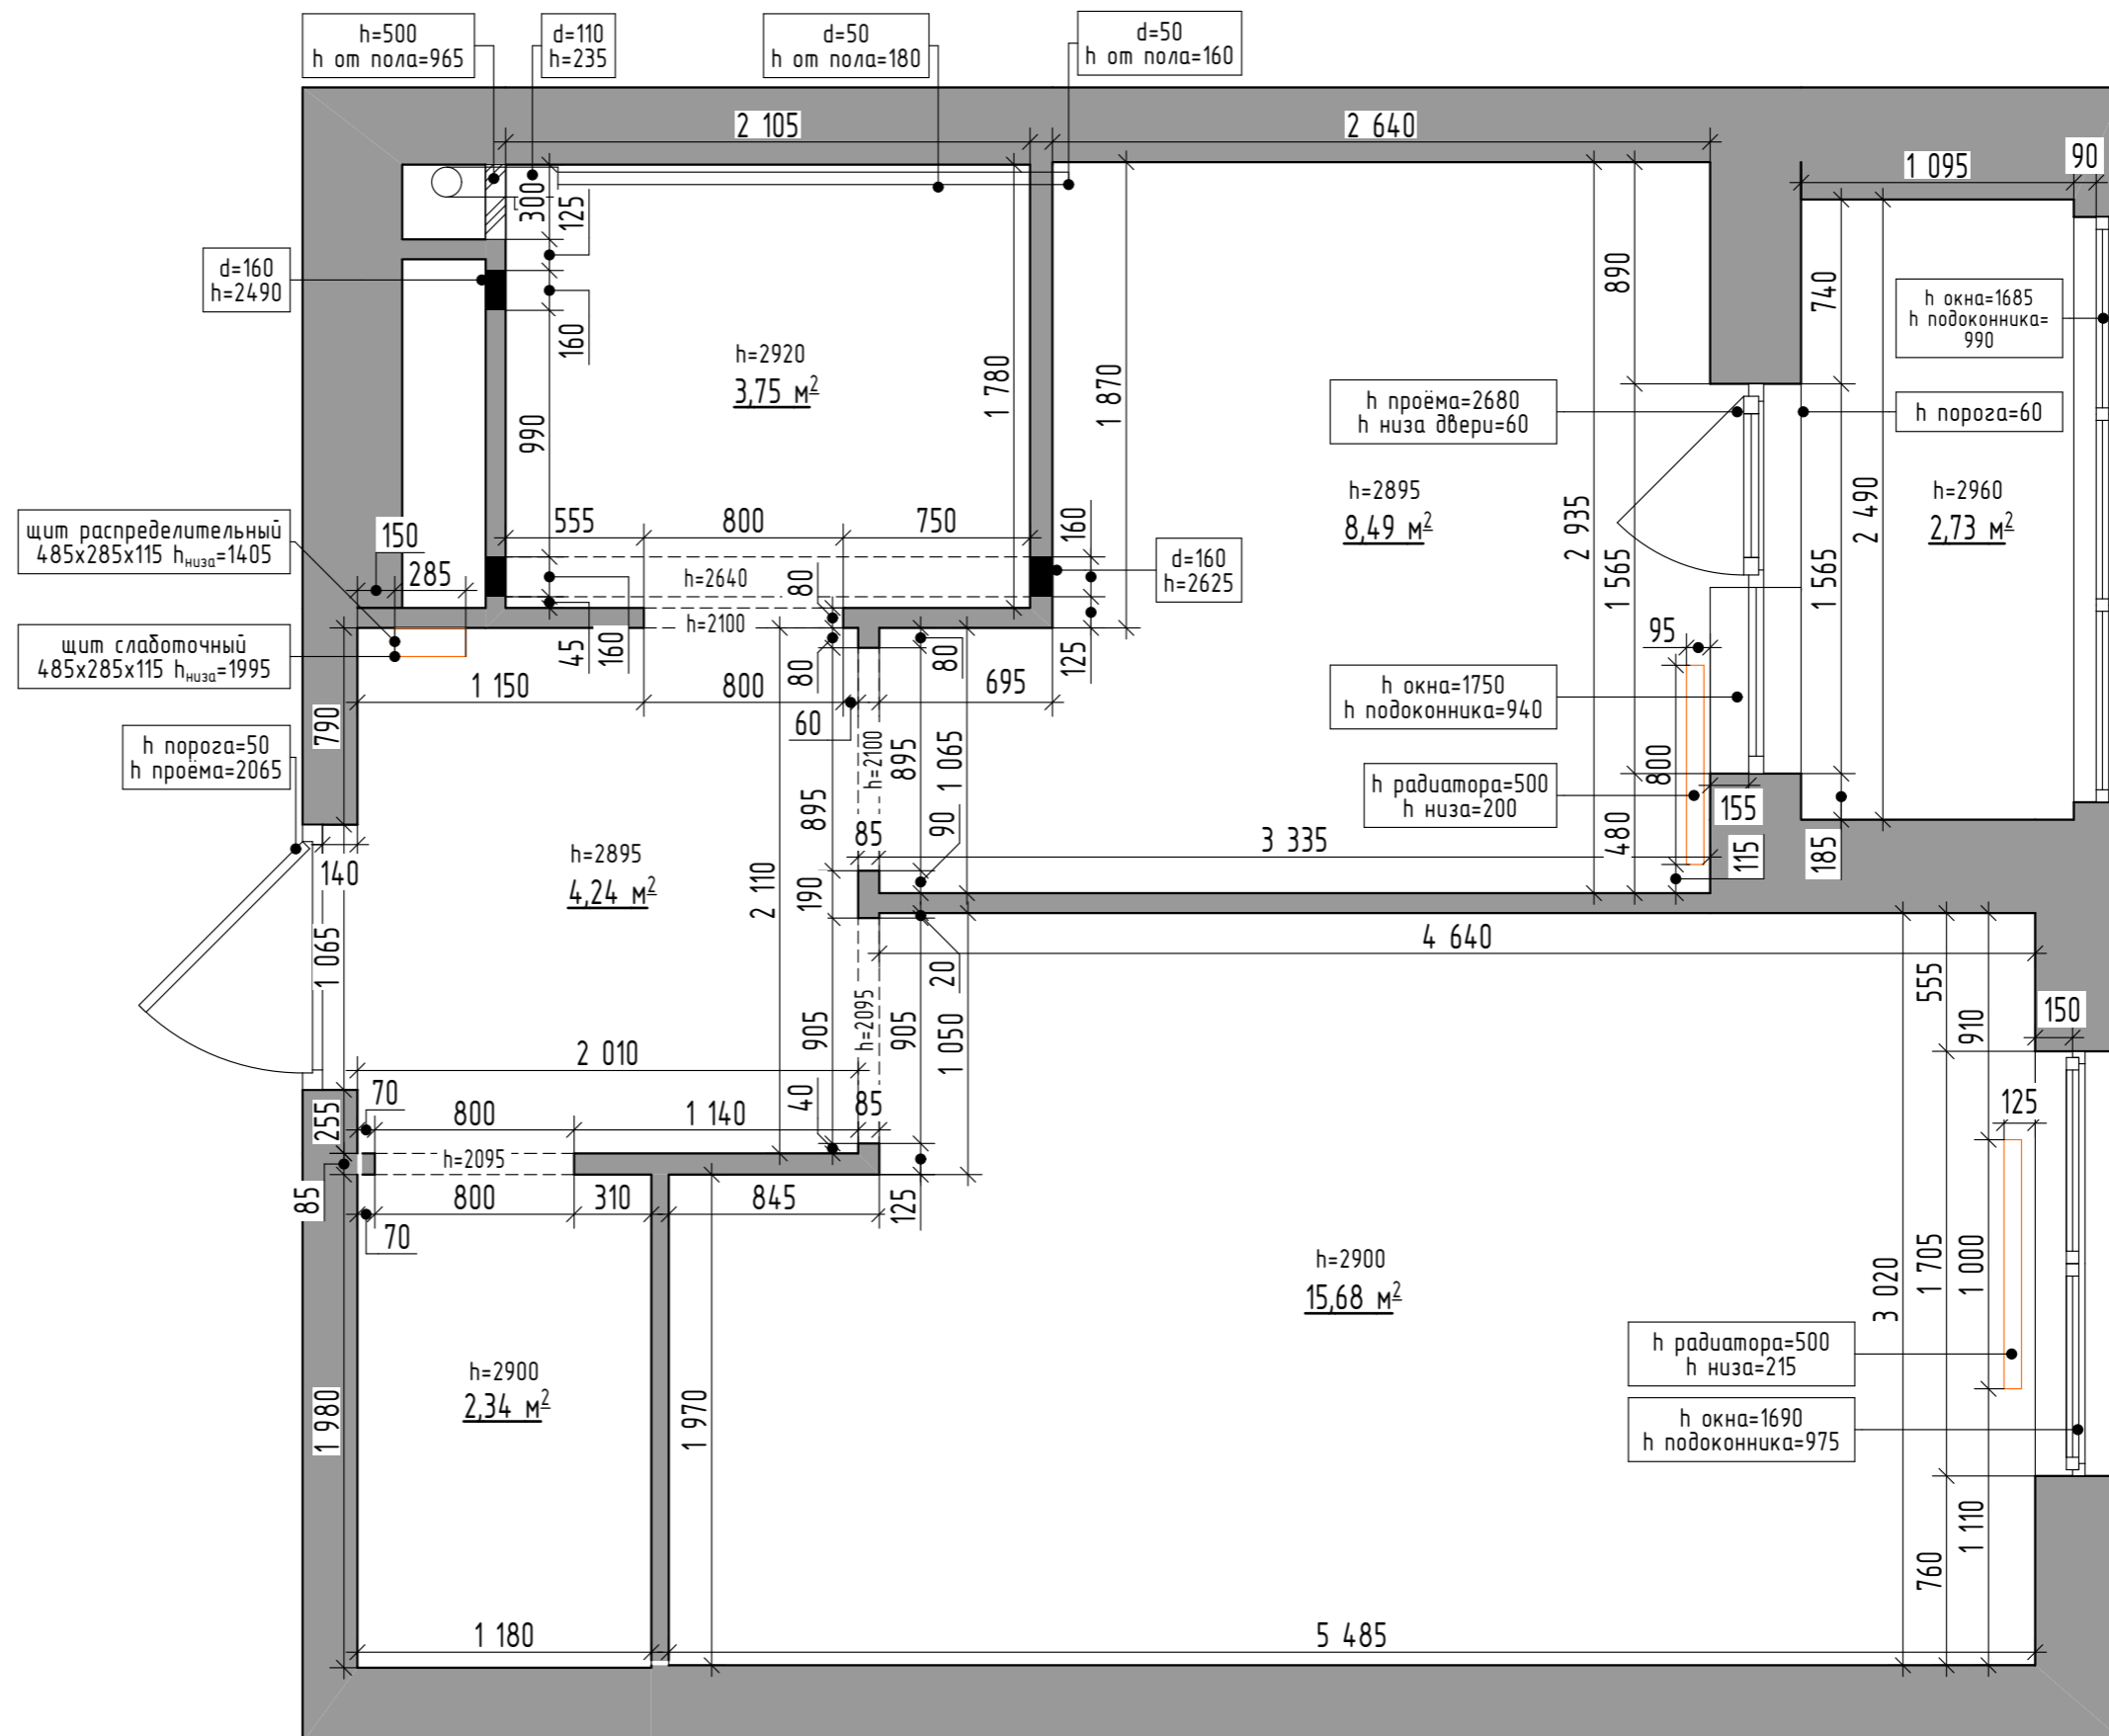 h=500
h от пола=965
d=110
h=235
d=50
h от пола=180
d=50
h от пола=160
2 105
2 640
1 095
90
300
125
d=160
h=2490
160
990
h=2920
3,75 м²
1 780
1 870
890
740
h окна=1685
h подоконника=
990
h проёма=2680
h низа двери=60
h порога=60
h=2895
8,49 м²
2 935
1 565
1 565
2 490
h=2960
2,73 м²
щит распределительный
485х285х115 hниза=1405
150
285
555
800
750
160
d=160
h=2625
h=2640
80
h=2100
щит слаботочный
485х285х115 hниза=1995
45
160
80
80
125
95
1 150
800
60
695
h окна=1750
h подоконника=940
790
h порога=50
h проёма=2065
h=2100
895
1 065
800
h радиатора=500
h низа=200
155
895
85
90
3 335
480
115
185
140
h=2895
4,24 м²
2 110
190
1 065
4 640
20
555
910
150
905
h=2095
905
1 050
2 010
40
85
125
255
70
800
1 140
h=2095
85
800
310
845
125
70
h=2900
15,68 м²
3 020
1 705
1 000
h радиатора=500
h низа=215
h=2900
2,34 м²
1 980
1 970
h окна=1690
h подоконника=975
760
1 110
1 180
5 485